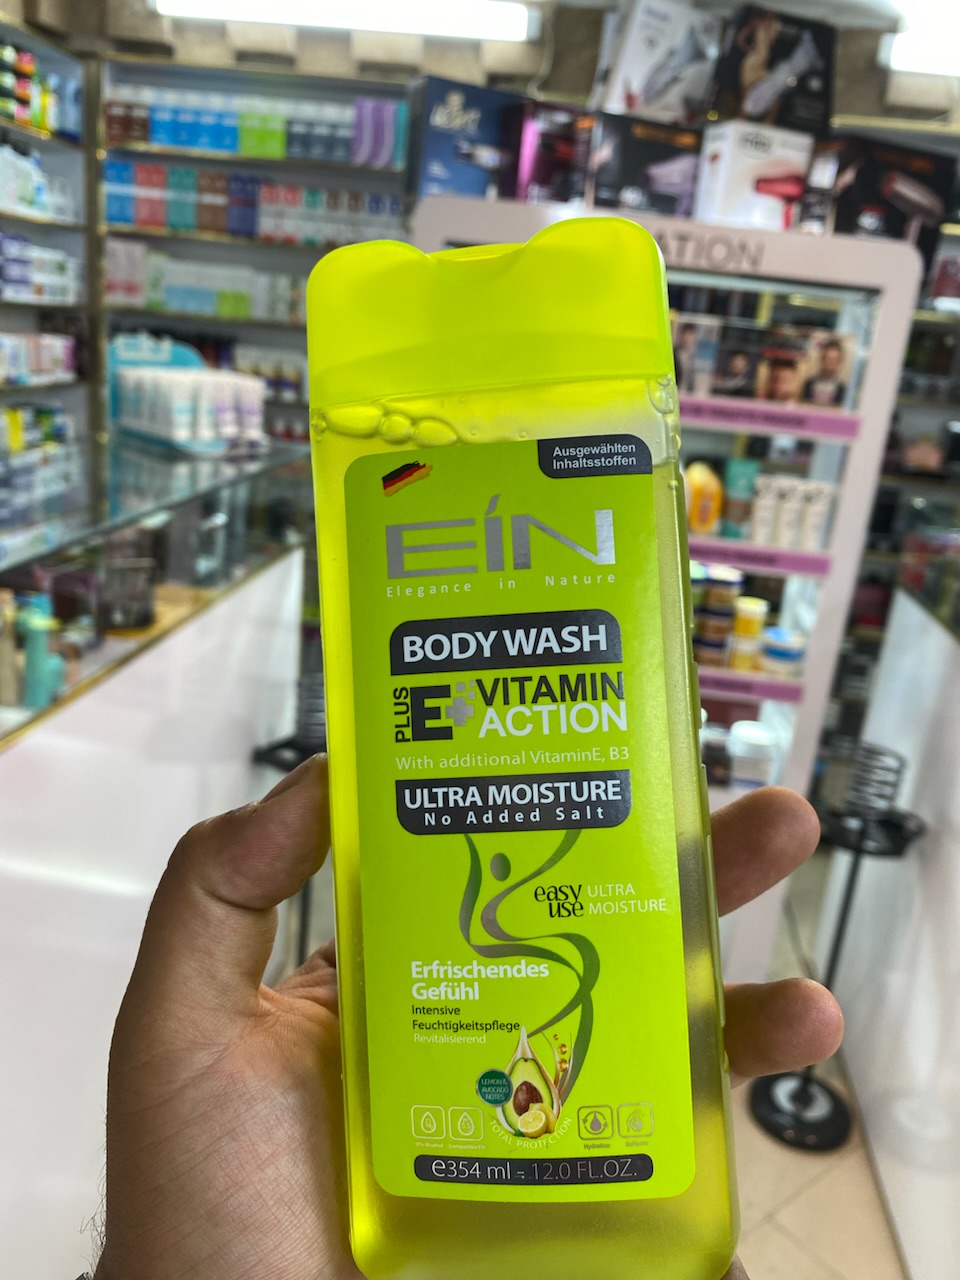 ATION
Ausgewählten
Inhaltsstoffen
EÍN
Elegance in Nature
BODY WASH
PLUS E+ VITAMIN
ACTION
With additional VitaminE, B3
ULTRA MOISTURE
No Added Salt
easy use ULTRA
MOISTURE
Erfrischendes
Gefühl
Intensive
Feuchtigkeitspflege
Revitalisierend
LEMON &
AVOCADO
NOTES
TOTAL PROTECTION
Hydration
℮354 ml = 12.0 FL.OZ.